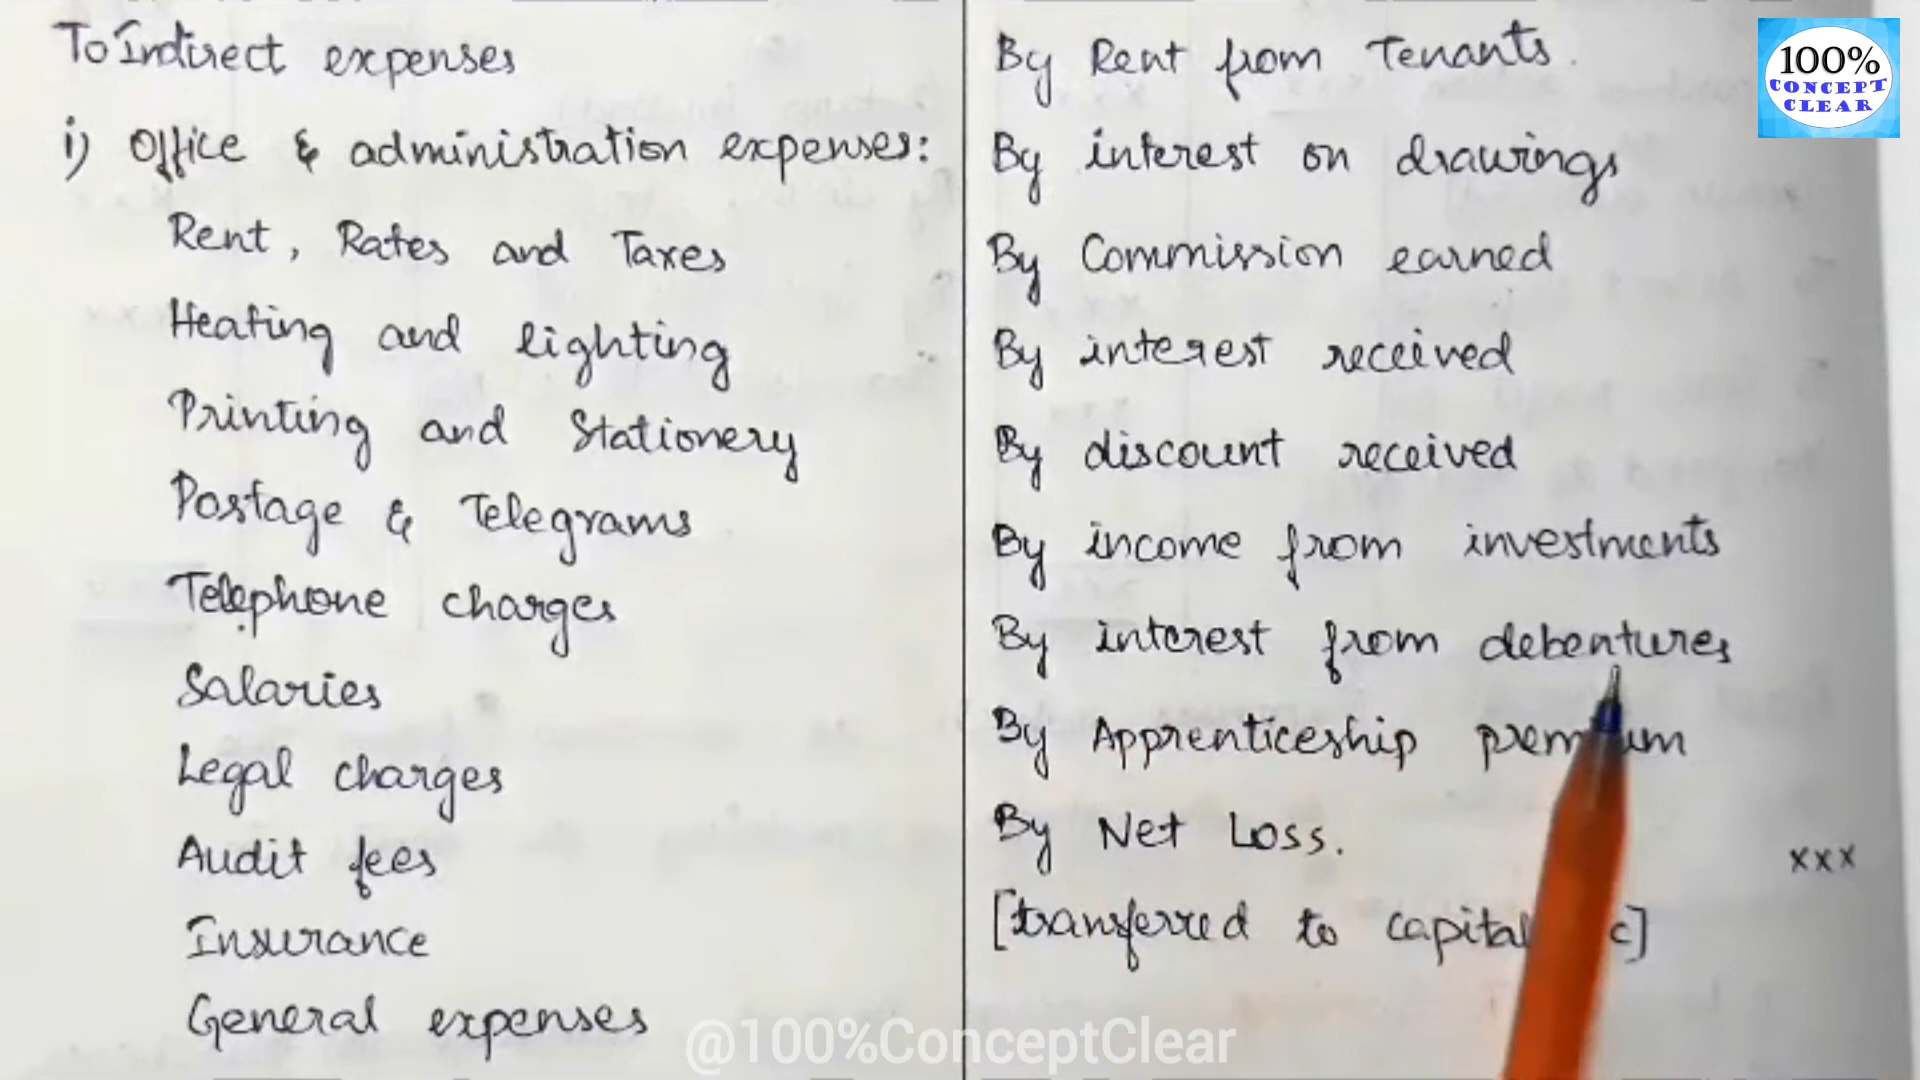 To Indirect expenses
i) Office & administration expenses:
Rent, Rates and Taxes
Heating and lighting
Printing and Stationery
Postage & Telegrams
Telephone charges
Salaries
Legal charges
Audit fees
Insurance
General expenses
By Rent from Tenants.
By interest on drawings
By Commission earned
By interest received
By discount received
By income from investments
By interest from debentures
By Apprenticeship
By Net Loss.
xxx
[transferred to capital
100%
CONCEPT
CLEAR
@100%ConceptClear